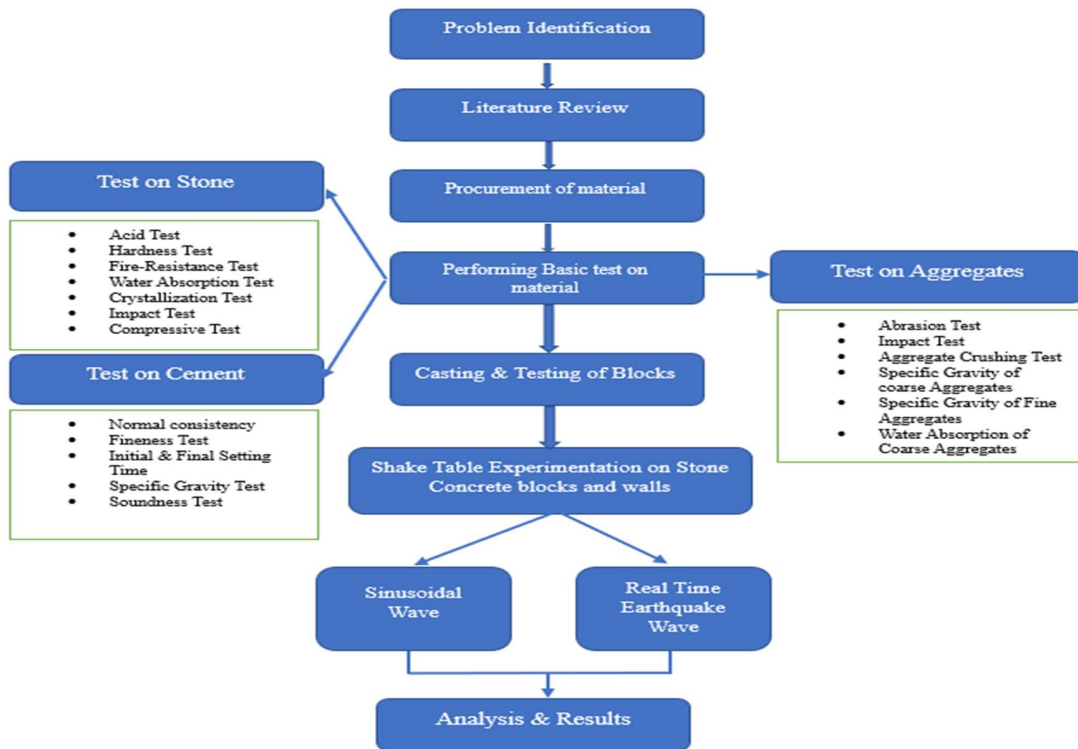 Problem Identification
Literature Review
Procurement of material
Performing Basic test on
material
Test on Stone
Acid Test
Hardness Test
Fire-Resistance Test
Water Absorption Test
Crystallization Test
Impact Test
Compressive Test
Test on Cement
Normal consistency
Fineness Test
Initial & Final Setting
Time
Specific Gravity Test
Soundness Test
Test on Aggregates
Abrasion Test
Impact Test
Aggregate Crushing Test
Specific Gravity of
coarse Aggregates
Specific Gravity of Fine
Aggregates
Water Absorption of
Coarse Aggregates
Casting & Testing of Blocks
Shake Table Experimentation on Stone
Concrete blocks and walls
Sinusoidal
Wave
Real Time
Earthquake
Wave
Analysis & Results